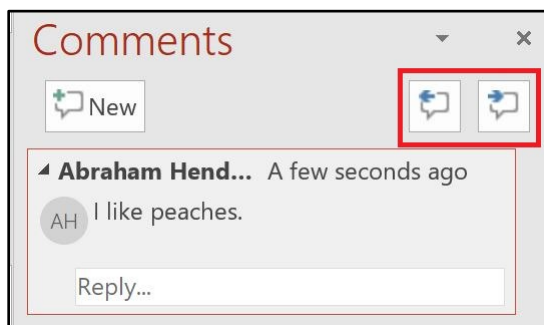 Comments
New
Abraham Hend... A few seconds ago
AH I like peaches.
Reply...